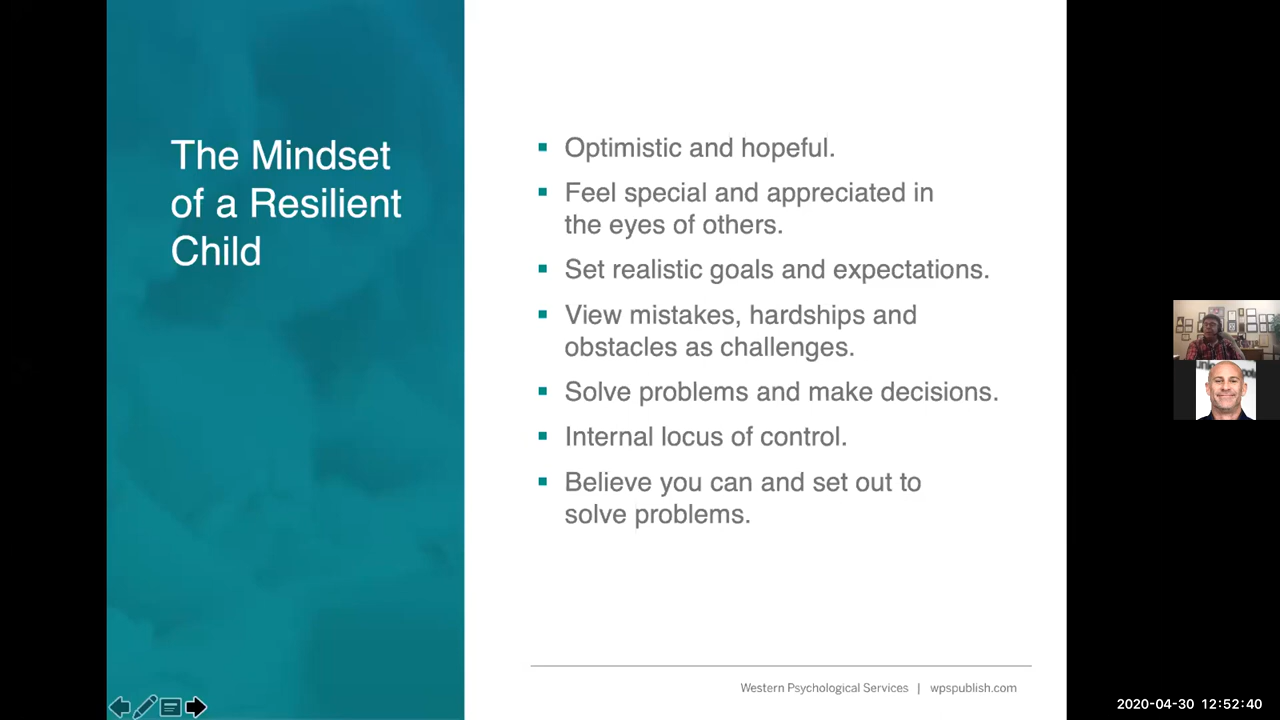 The Mindset
of a Resilient
Child
▪ Optimistic and hopeful.
▪ Feel special and appreciated in
the eyes of others.
▪ Set realistic goals and expectations.
▪ View mistakes, hardships and
obstacles as challenges.
▪ Solve problems and make decisions.
▪ Internal locus of control.
▪ Believe you can and set out to
solve problems.
Western Psychological Services | wpspublish.com
2020-04-30 12:52:40